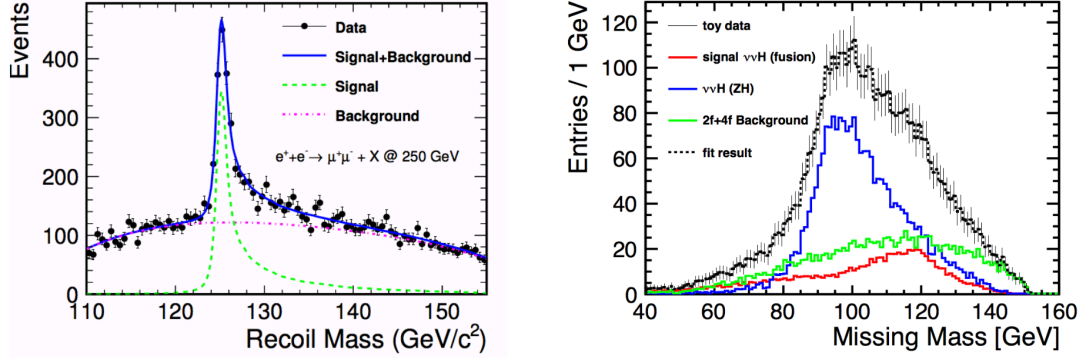 Events
400
300
200
100
0
Data
Signal+Background
Signal
Background
e⁺+e⁻→ μ⁺μ⁻ + X @ 250 GeV
110 120 130 140 150
Recoil Mass (GeV/c²)
Entries / 1 GeV
120
100
80
60
40
20
0
toy data
signal ννH (fusion)
ννH (ZH)
2f+4f Background
fit result
40 60 80 100 120 140 160
Missing Mass [GeV]